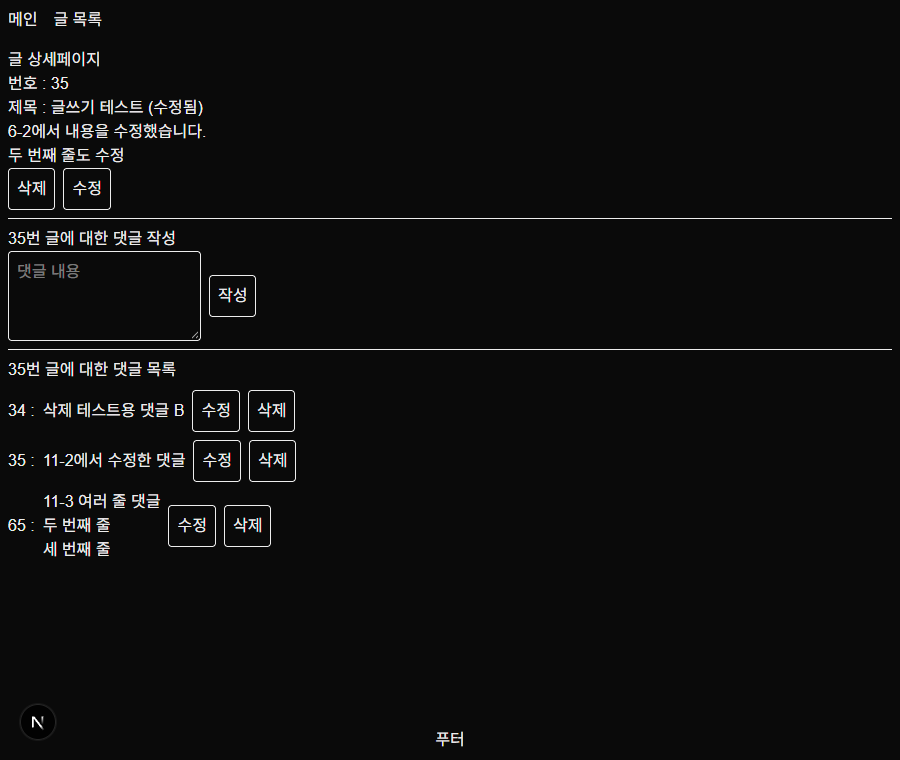 메인 글 목록
글 상세페이지
번호 : 35
제목 : 글쓰기 테스트 (수정됨)
6-2에서 내용을 수정했습니다.
두 번째 줄도 수정
삭제 수정
35번 글에 대한 댓글 작성
댓글 내용
작성
35번 글에 대한 댓글 목록
34 : 삭제 테스트용 댓글 B 수정 삭제
35 : 11-2에서 수정한 댓글 수정 삭제
11-3 여러 줄 댓글
65 : 두 번째 줄 수정 삭제
세 번째 줄
N
푸터